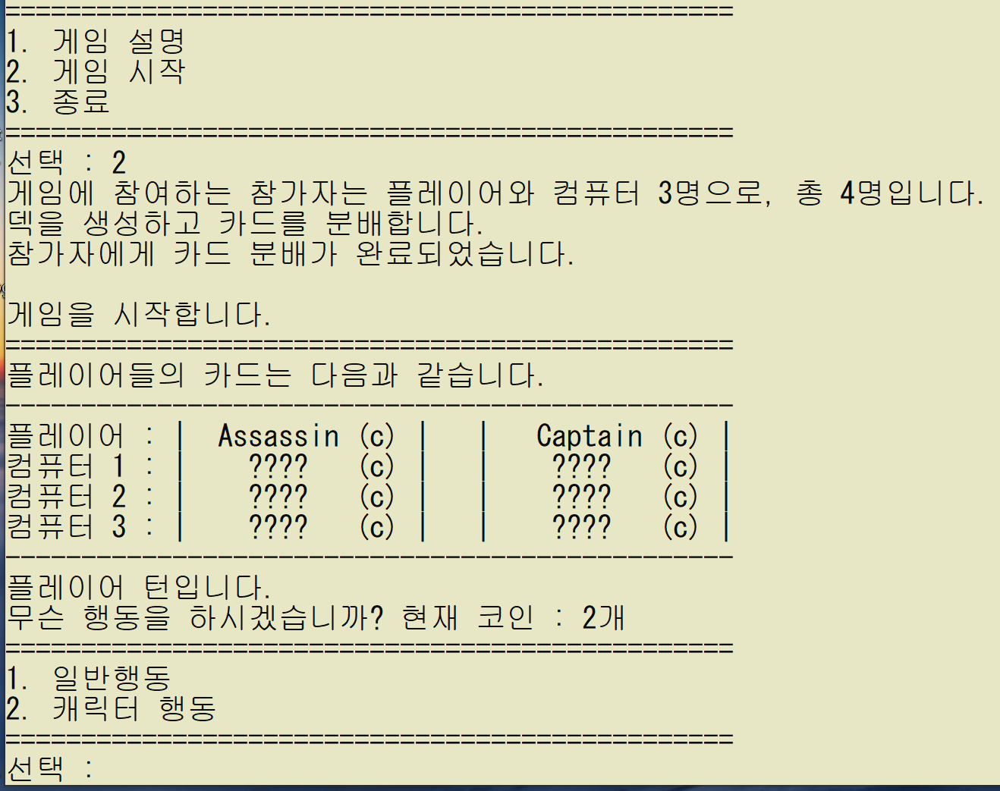 ================================================
1. 게임 설명
2. 게임 시작
3. 종료
================================================
선택 : 2
게임에 참여하는 참가자는 플레이어와 컴퓨터 3명으로, 총 4명입니다.
덱을 생성하고 카드를 분배합니다.
참가자에게 카드 분배가 완료되었습니다.
게임을 시작합니다.
================================================
플레이어들의 카드는 다음과 같습니다.
------------------------------------------------
플레이어 : |  Assassin (c) |   |   Captain (c) |
컴퓨터 1 : |    ????   (c) |   |    ????   (c) |
컴퓨터 2 : |    ????   (c) |   |    ????   (c) |
컴퓨터 3 : |    ????   (c) |   |    ????   (c) |
------------------------------------------------
플레이어 턴입니다.
무슨 행동을 하시겠습니까? 현재 코인 : 2개
================================================
1. 일반행동
2. 캐릭터 행동
================================================
선택 :